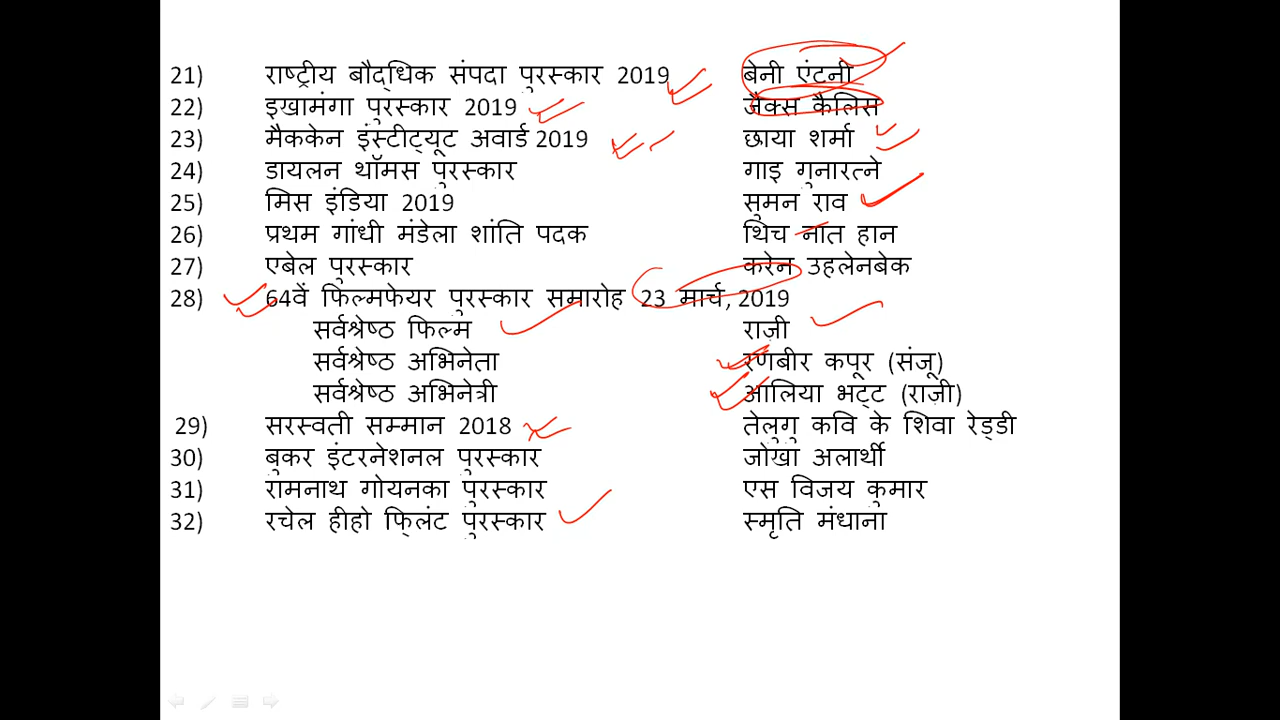 21) राष्ट्रीय बौद्धिक संपदा पुरस्कार 2019 बेनी एंटनी
22) इखामंगा पुरस्कार 2019 जैक्स कैलिस
23) मैककेन इंस्टीट्यूट अवार्ड 2019 छाया शर्मा
24) डायलन थॉमस पुरस्कार गाइ गुनारत्ने
25) मिस इंडिया 2019 सुमन राव
26) प्रथम गांधी मंडेला शांति पदक थिच नात हान
27) एबेल पुरस्कार करेन उहलेनबेक
28) 64वें फिल्मफेयर पुरस्कार समारोह 23 मार्च, 2019
सर्वश्रेष्ठ फिल्म राज़ी
सर्वश्रेष्ठ अभिनेता रणबीर कपूर (संजू)
सर्वश्रेष्ठ अभिनेत्री आलिया भट्ट (राज़ी)
29) सरस्वती सम्मान 2018 तेलुगु कवि के शिवा रेड्डी
30) बुकर इंटरनेशनल पुरस्कार जोखा अलार्थी
31) रामनाथ गोयनका पुरस्कार एस विजय कुमार
32) रचेल हीहो फ्लिंट पुरस्कार स्मृति मंधाना